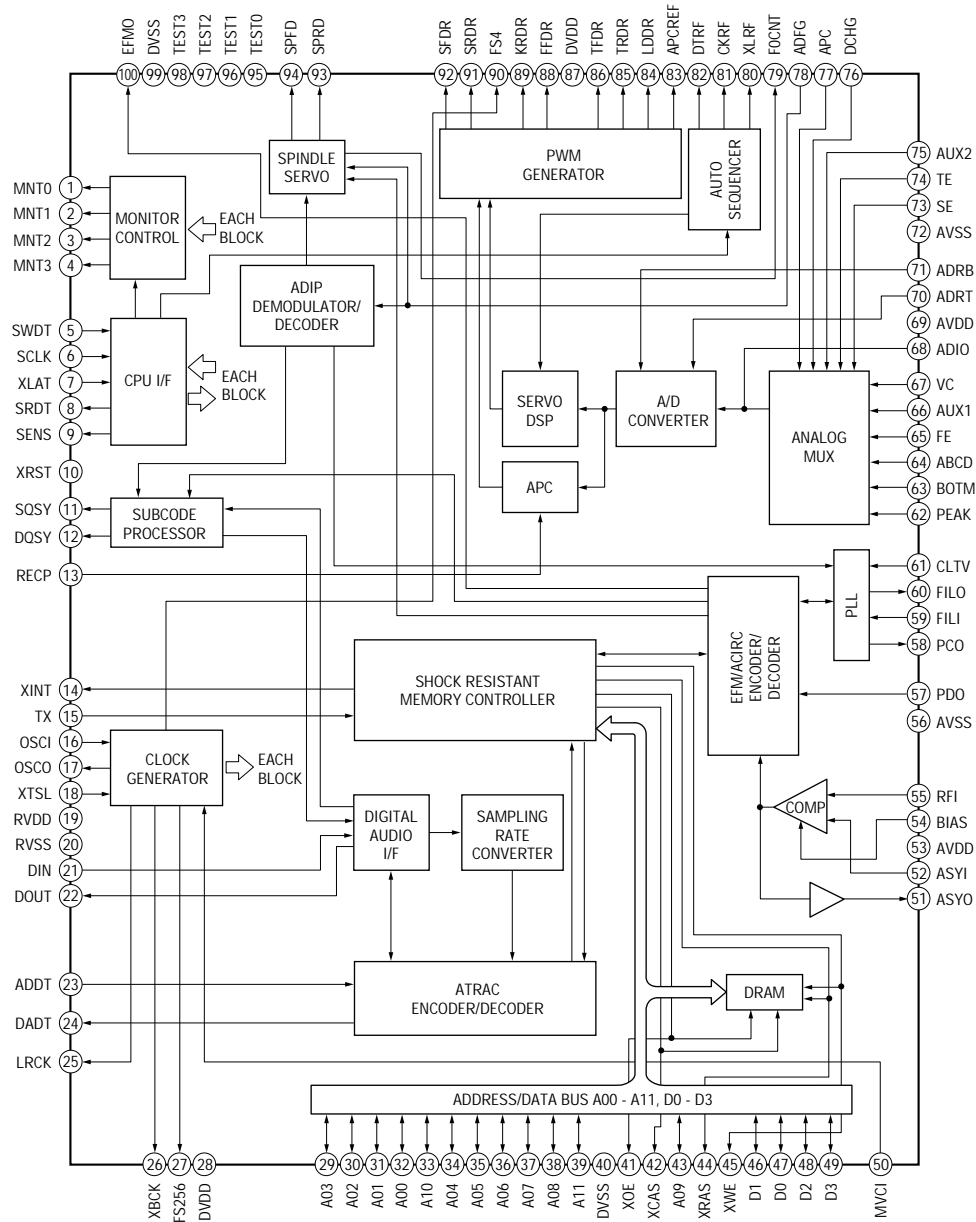 EFMO
DVSS
TEST3
TEST2
TEST1
TEST0
SPFD
SPRD
SFDR
SRDR
FS4
KRDR
FFDR
DVDD
TFDR
TRDR
LDDR
APCREF
DTRF
CKRF
XLRF
F0CNT
ADFG
APC
DCHG
100
99
98
97
96
95
94
93
92
91
90
89
88
87
86
85
84
83
82
81
80
79
78
77
76
MNT0 1
MNT1 2
MNT2 3
MNT3 4
SWDT 5
SCLK 6
XLAT 7
SRDT 8
SENS 9
XRST 10
SQSY 11
DQSY 12
RECP 13
XINT 14
TX 15
OSCI 16
OSCO 17
XTSL 18
RVDD 19
RVSS 20
DIN 21
DOUT 22
ADDT 23
DADT 24
LRCK 25
MONITOR
CONTROL
EACH
BLOCK
CPU I/F
EACH
BLOCK
SPINDLE
SERVO
ADIP
DEMODULATOR/
DECODER
SUBCODE
PROCESSOR
PWM
GENERATOR
AUTO
SEQUENCER
SERVO
DSP
A/D
CONVERTER
ANALOG
MUX
APC
PLL
EFM/ACIRC
ENCODER/
DECODER
SHOCK RESISTANT
MEMORY CONTROLLER
CLOCK
GENERATOR
EACH
BLOCK
DIGITAL
AUDIO
I/F
SAMPLING
RATE
CONVERTER
COMP
ATRAC
ENCODER/DECODER
DRAM
ADDRESS/DATA BUS A00 - A11, D0 - D3
75 AUX2
74 TE
73 SE
72 AVSS
71 ADRB
70 ADRT
69 AVDD
68 ADIO
67 VC
66 AUX1
65 FE
64 ABCD
63 BOTM
62 PEAK
61 CLTV
60 FILO
59 FILI
58 PCO
57 PDO
56 AVSS
55 RFI
54 BIAS
53 AVDD
52 ASYI
51 ASYO
26
27
28
29
30
31
32
33
34
35
36
37
38
39
40
41
42
43
44
45
46
47
48
49
50
XBCK
FS256
DVDD
A03
A02
A01
A00
A10
A04
A05
A06
A07
A08
A11
DVSS
XOE
XCAS
A09
XRAS
XWE
D1
D0
D2
D3
MVCI